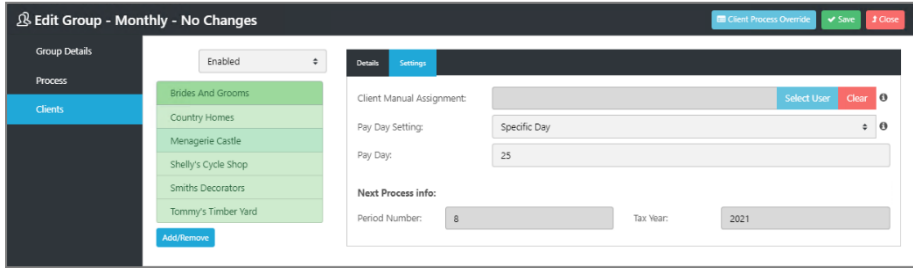 Edit Group - Monthly - No Changes
Client Process Override
Save
Close
Group Details
Process
Clients
Enabled
Brides And Grooms
Country Homes
Menagerie Castle
Shelly's Cycle Shop
Smiths Decorators
Tommy's Timber Yard
Add/Remove
Details Settings
Client Manual Assignment: Select User Clear
Pay Day Setting: Specific Day
Pay Day: 25
Next Process info:
Period Number: 8 Tax Year: 2021